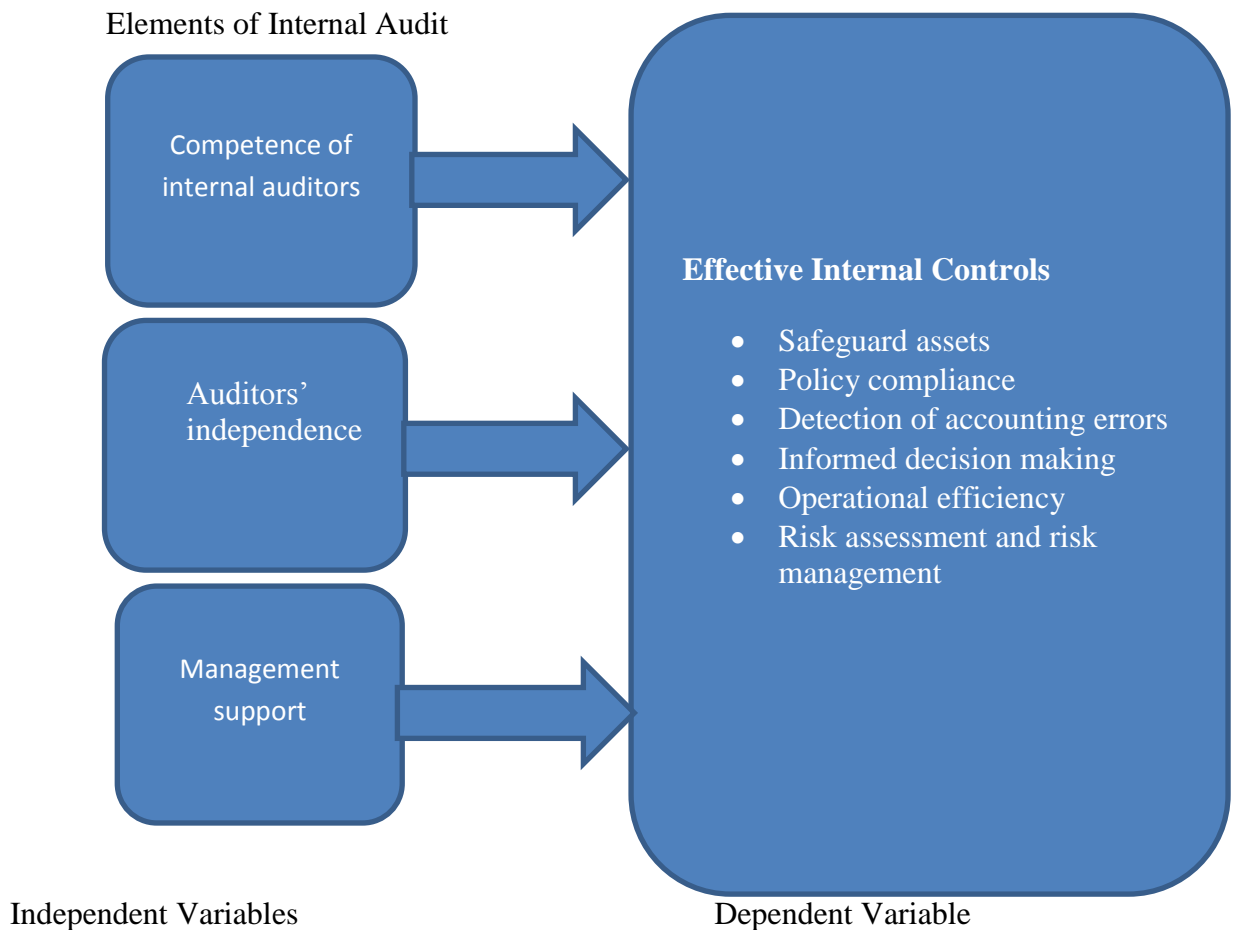 Elements of Internal Audit
Competence of
internal auditors
Auditors’
independence
Management
support
Effective Internal Controls
• Safeguard assets
• Policy compliance
• Detection of accounting errors
• Informed decision making
• Operational efficiency
• Risk assessment and risk
management
Independent Variables
Dependent Variable